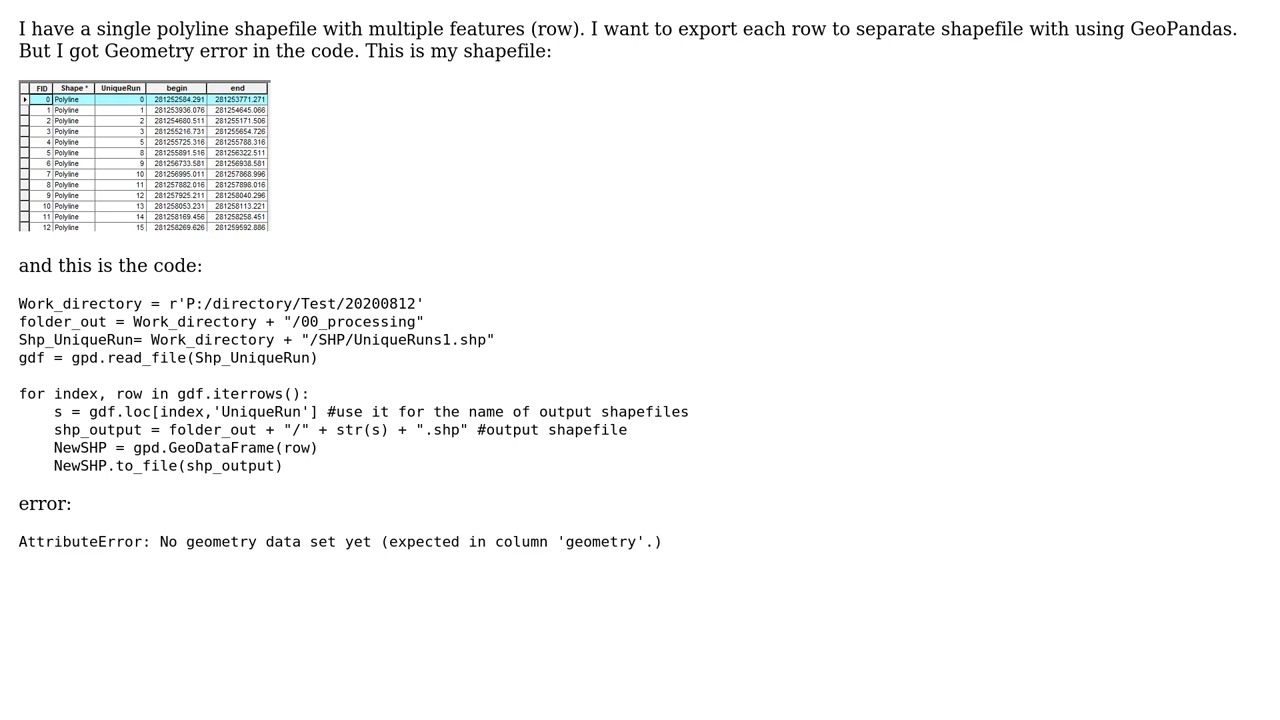 I have a single polyline shapefile with multiple features (row). I want to export each row to separate shapefile with using GeoPandas.
But I got Geometry error in the code. This is my shapefile:
FID Shape * UniqueRun begin end
0 Polyline 0 281252584.291 281253771.271
1 Polyline 1 281253936.076 281254645.066
2 Polyline 2 281254680.511 281255171.506
3 Polyline 3 281255216.731 281255654.726
4 Polyline 5 281255725.316 281255788.316
5 Polyline 8 281255891.516 281256322.511
6 Polyline 9 281256733.581 281256938.581
7 Polyline 10 281256995.011 281257868.996
8 Polyline 11 281257882.016 281257898.016
9 Polyline 12 281257925.211 281258040.296
10 Polyline 13 281258053.231 281258113.221
11 Polyline 14 281258169.456 281258258.451
12 Polyline 15 281258269.626 281259592.886
and this is the code:
Work_directory = r'P:/directory/Test/20200812'
folder_out = Work_directory + "/00_processing"
Shp_UniqueRun= Work_directory + "/SHP/UniqueRuns1.shp"
gdf = gpd.read_file(Shp_UniqueRun)
for index, row in gdf.iterrows():
    s = gdf.loc[index,'UniqueRun'] #use it for the name of output shapefiles
    shp_output = folder_out + "/" + str(s) + ".shp" #output shapefile
    NewSHP = gpd.GeoDataFrame(row)
    NewSHP.to_file(shp_output)
error:
AttributeError: No geometry data set yet (expected in column 'geometry'.)